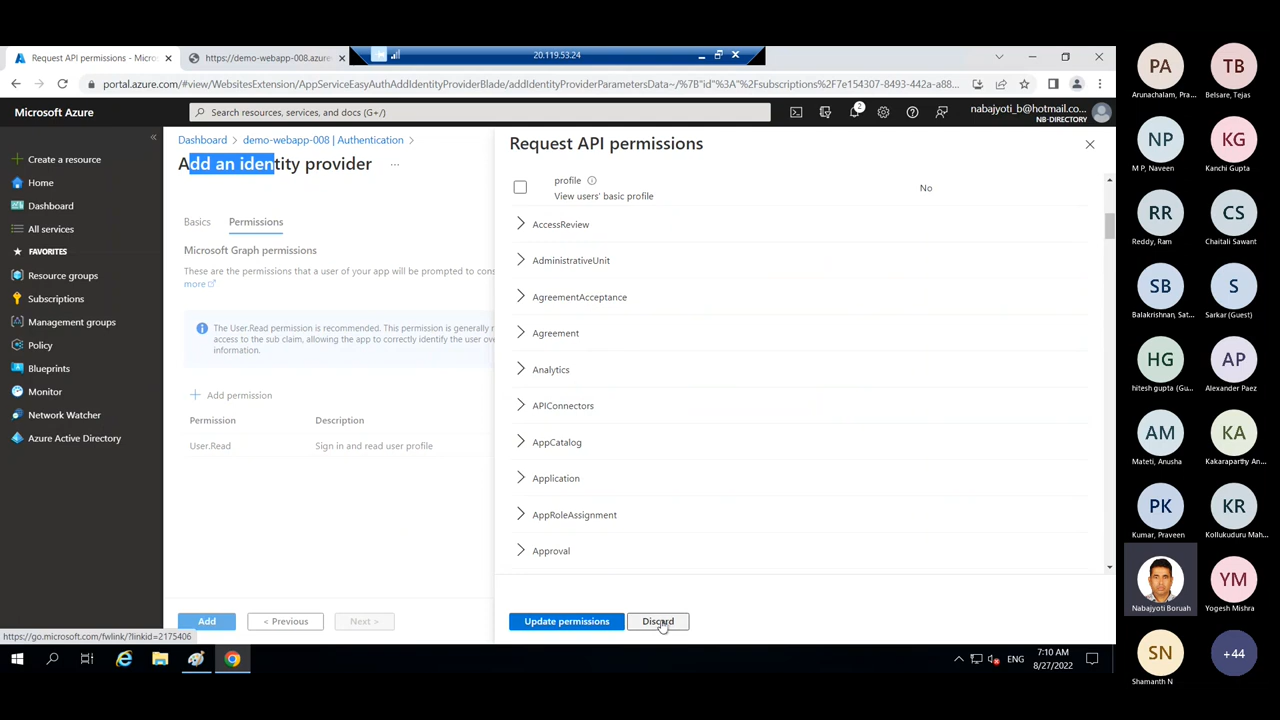 Request API permissions - Micros
https://demo-webapp-008.azure
20.119.53.24
portal.azure.com/#view/WebsitesExtension/AppServiceEasyAuthAddIdentityProviderBlade/addIdentityProviderParametersData~/%7B"id"%3A"%2Fsubscriptions%2F7e154307-8493-442a-a88...
Microsoft Azure
Search resources, services, and docs (G+/)
2
nabajyoti_b@hotmail.co...
NB-DIRECTORY
Create a resource
Home
Dashboard
All services
FAVORITES
Resource groups
Subscriptions
Management groups
Policy
Blueprints
Monitor
Network Watcher
Azure Active Directory
Dashboard > demo-webapp-008 | Authentication >
Add an identity provider ...
Basics
Permissions
Microsoft Graph permissions
These are the permissions that a user of your app will be prompted to cons
more
The User.Read permission is recommended. This permission is generally r
access to the sub claim, allowing the app to correctly identify the user ove
information.
+ Add permission
Permission Description
User.Read Sign in and read user profile
Add
< Previous
Next >
https://go.microsoft.com/fwlink/?linkid=2175406
Request API permissions
profile
View users' basic profile
No
AccessReview
AdministrativeUnit
AgreementAcceptance
Agreement
Analytics
APIConnectors
AppCatalog
Application
AppRoleAssignment
Approval
Update permissions
Discard
ENG
7:10 AM
8/27/2022
PA
Arunachalam, Pra...
TB
Belsare, Tejas
NP
M P, Naveen
KG
Kanchi Gupta
RR
Reddy, Ram
CS
Chaitali Sawant
SB
Balakrishnan, Sat...
S
Sarkar (Guest)
HG
hitesh gupta (Gu...
AP
Alexander Paez
AM
Mateti, Anusha
KA
Kakaraparthy An...
PK
Kumar, Praveen
KR
Kollukuduru Mah...
Nabajyoti Boruah
YM
Yogesh Mishra
SN
Shamanth N
+44